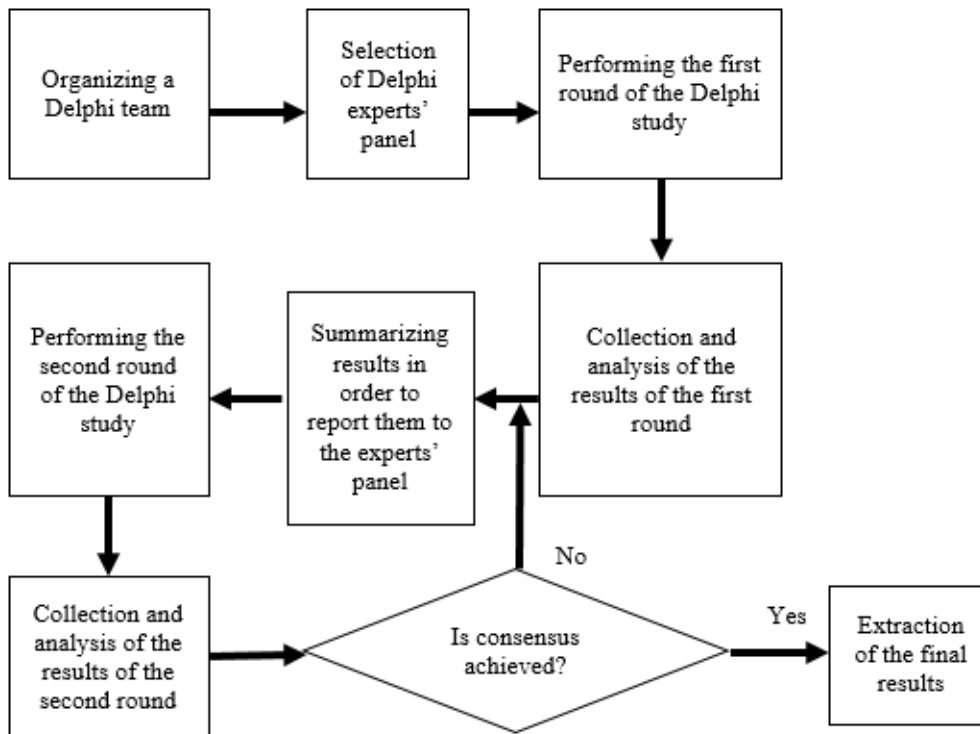 Organizing a
Delphi team
Selection
of Delphi
experts’
panel
Performing the first
round of the Delphi
study
Collection and
analysis of the
results of the first
round
Summarizing
results in
order to
report them to
the experts’
panel
Performing the
second round
of the Delphi
study
Collection and
analysis of the
results of the
second round
Is consensus
achieved?
No
Yes
Extraction
of the final
results